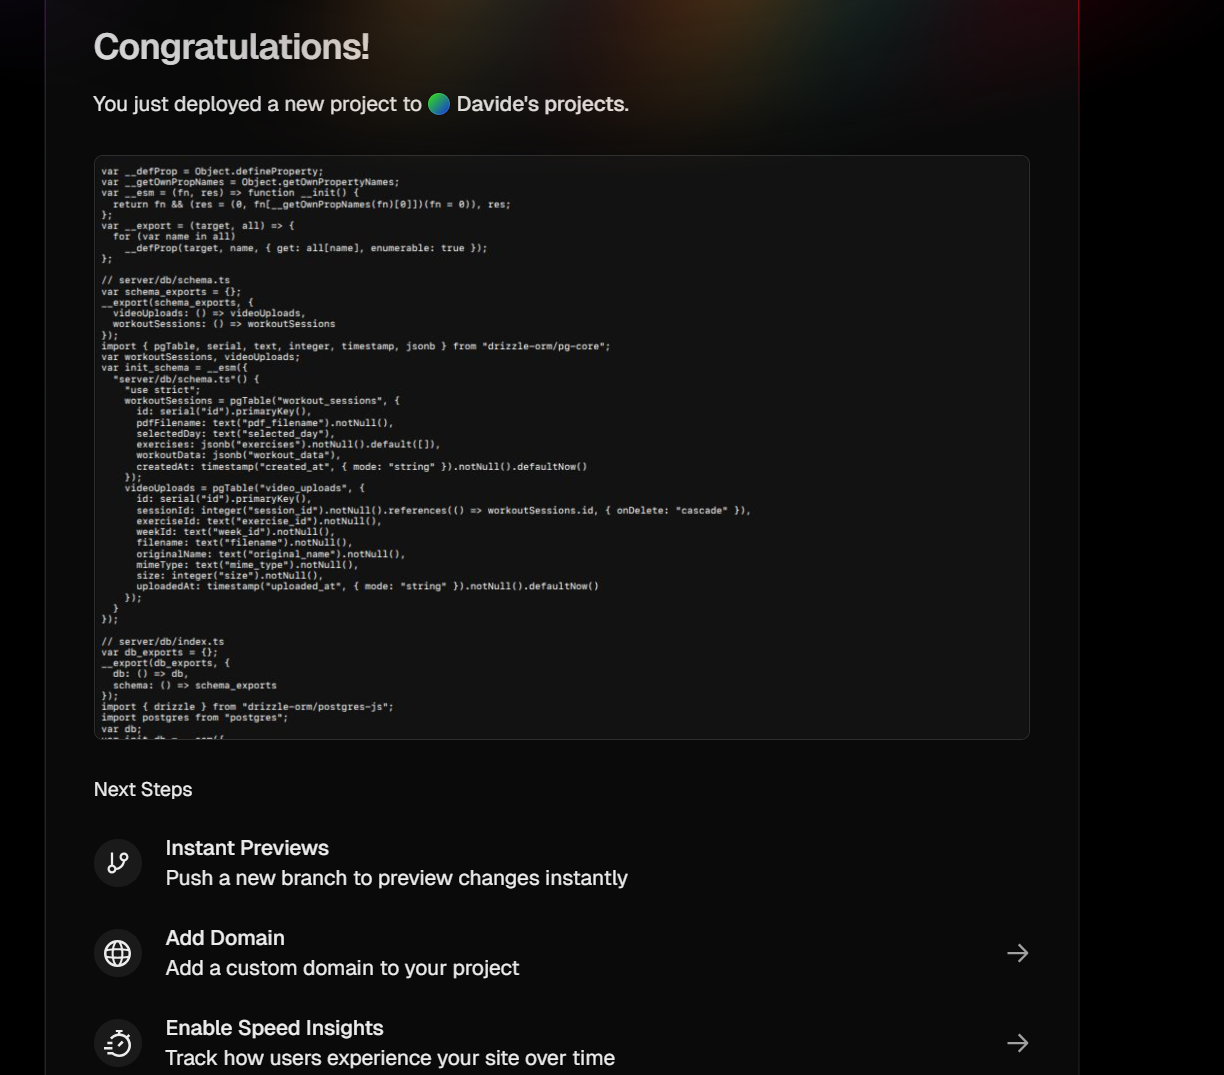 Congratulations!
You just deployed a new project to Davide's projects.
var __defProp = Object.defineProperty;
var __getOwnPropNames = Object.getOwnPropertyNames;
var __esm = (fn, res) => function __init() {
  return fn && (res = (0, fn[__getOwnPropNames(fn)[0]])(fn = 0)), res;
};
var __export = (target, all) => {
  for (var name in all)
    __defProp(target, name, { get: all[name], enumerable: true });
};

// server/db/schema.ts
var schema_exports = {};
__export(schema_exports, {
  videoUploads: () => videoUploads,
  workoutSessions: () => workoutSessions
});
import { pgTable, serial, text, integer, timestamp, jsonb } from "drizzle-orm/pg-core";
var workoutSessions, videoUploads;
var init_schema = __esm({
  "server/db/schema.ts"() {
    "use strict";
    workoutSessions = pgTable("workout_sessions", {
      id: serial("id").primaryKey(),
      pdfFilename: text("pdf_filename").notNull(),
      selectedDay: text("selected_day"),
      exercises: jsonb("exercises").notNull().default([]),
      workoutData: jsonb("workout_data"),
      createdAt: timestamp("created_at", { mode: "string" }).notNull().defaultNow()
    });
    videoUploads = pgTable("video_uploads", {
      id: serial("id").primaryKey(),
      sessionId: integer("session_id").notNull().references(() => workoutSessions.id, { onDelete: "cascade" }),
      exerciseId: text("exercise_id").notNull(),
      weekId: text("week_id").notNull(),
      filename: text("filename").notNull(),
      originalName: text("original_name").notNull(),
      mimeType: text("mime_type").notNull(),
      size: integer("size").notNull(),
      uploadedAt: timestamp("uploaded_at", { mode: "string" }).notNull().defaultNow()
    });
  }
});

// server/db/index.ts
var db_exports = {};
__export(db_exports, {
  db: () => db,
  schema: () => schema_exports
});
import { drizzle } from "drizzle-orm/postgres-js";
import postgres from "postgres";
var db;
Next Steps
Instant Previews
Push a new branch to preview changes instantly
Add Domain
Add a custom domain to your project
Enable Speed Insights
Track how users experience your site over time